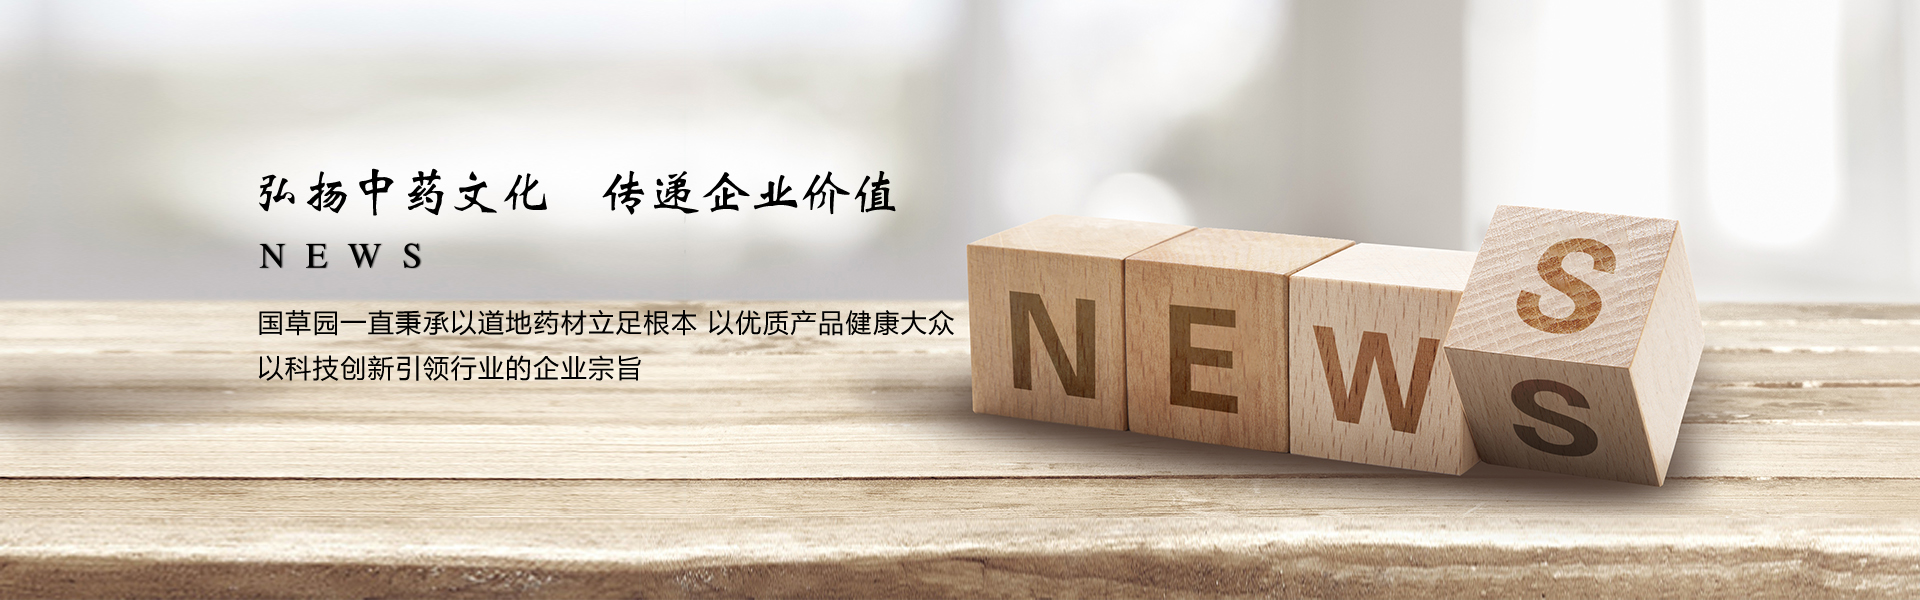 弘扬中药文化 传递企业价值
NEWS
国草园一直秉承以道地药材立足根本 以优质产品健康大众
以科技创新引领行业的企业宗旨
N E W S
S